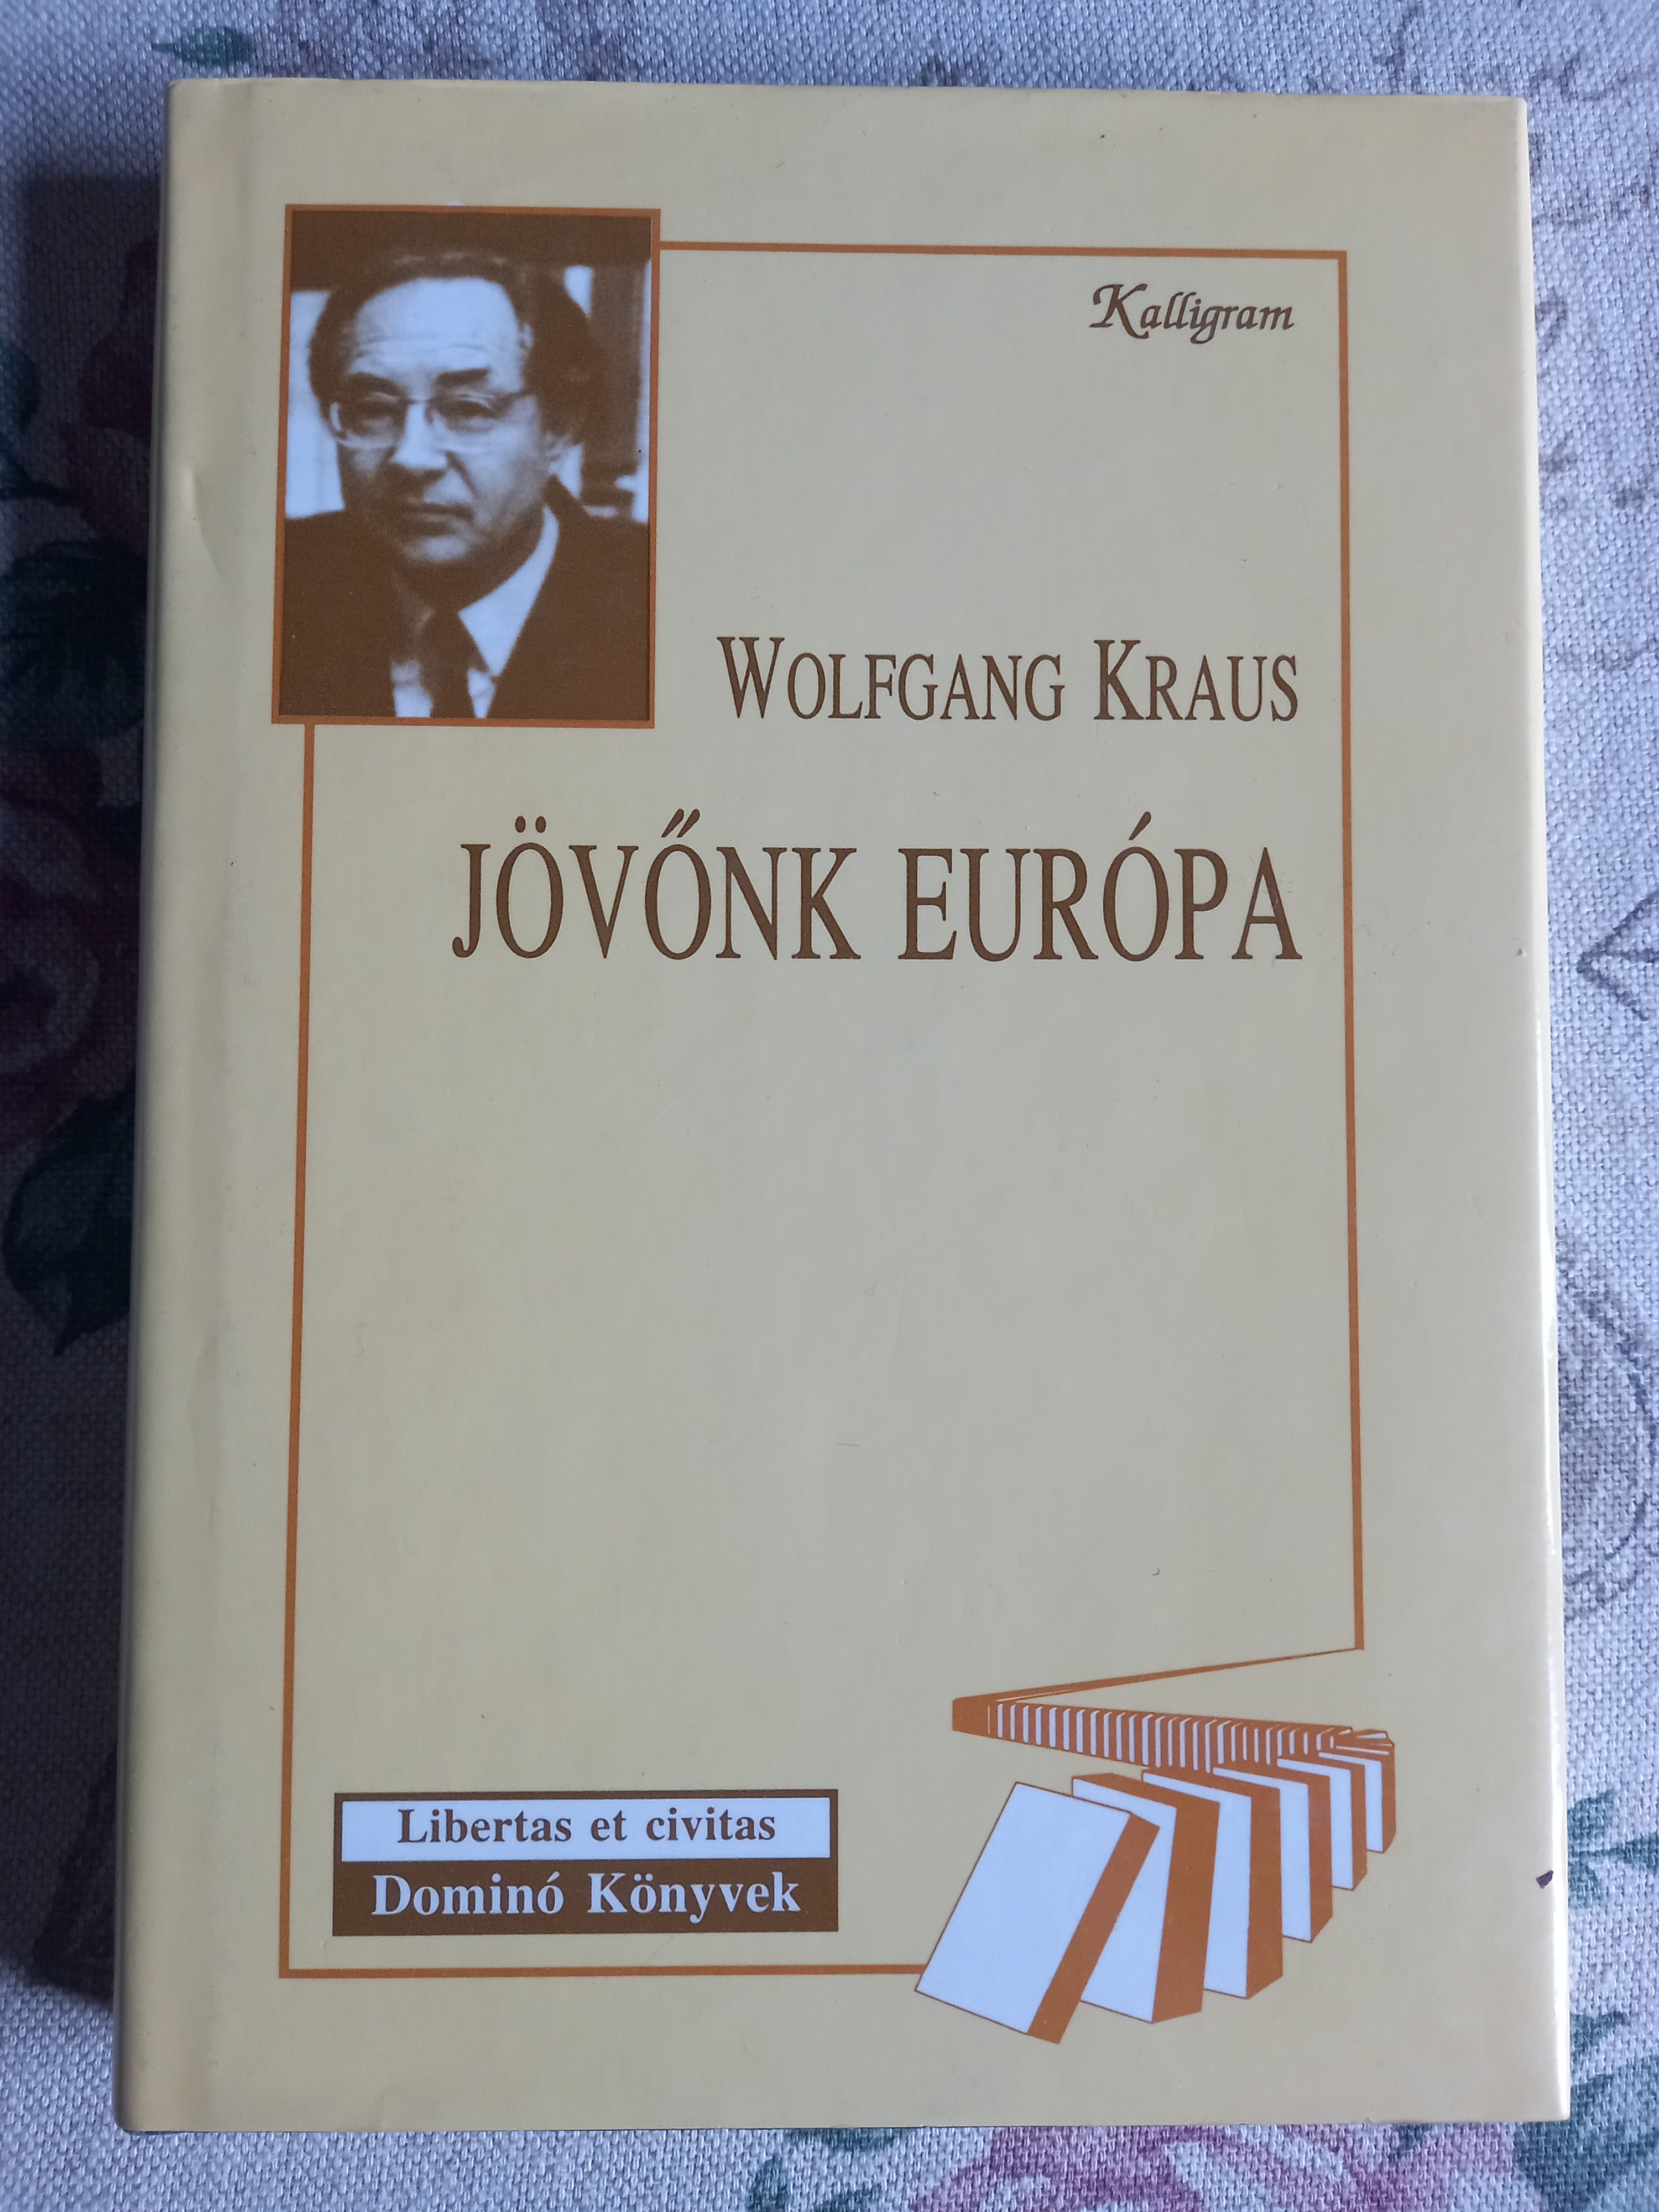 Kalligram
WOLFGANG KRAUS
JÖVŐNK EURÓPA
Libertas et civitas
Dominó Könyvek